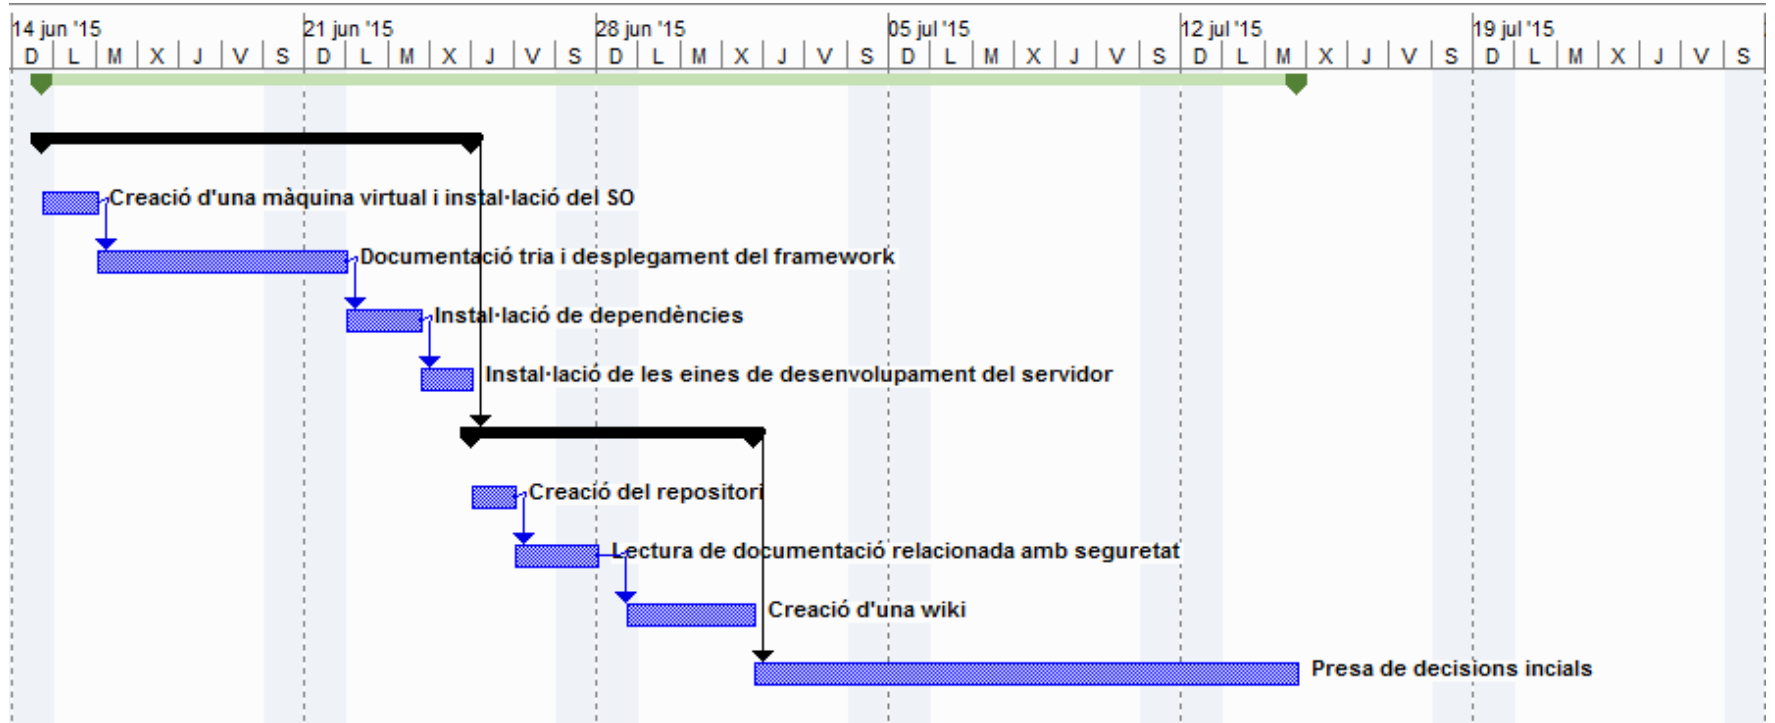 14 jun '15 21 jun '15 28 jun '15 05 jul '15 12 jul '15 19 jul '15
D L M X J V S D L M X J V S D L M X J V S D L M X J V S D L M X J V S D L M X J V S
Creació d'una màquina virtual i instal·lació del SO
Documentació tria i desplegament del framework
Instal·lació de dependències
Instal·lació de les eines de desenvolupament del servidor
Creació del repositori
Lectura de documentació relacionada amb seguretat
Creació d'una wiki
Presa de decisions incials